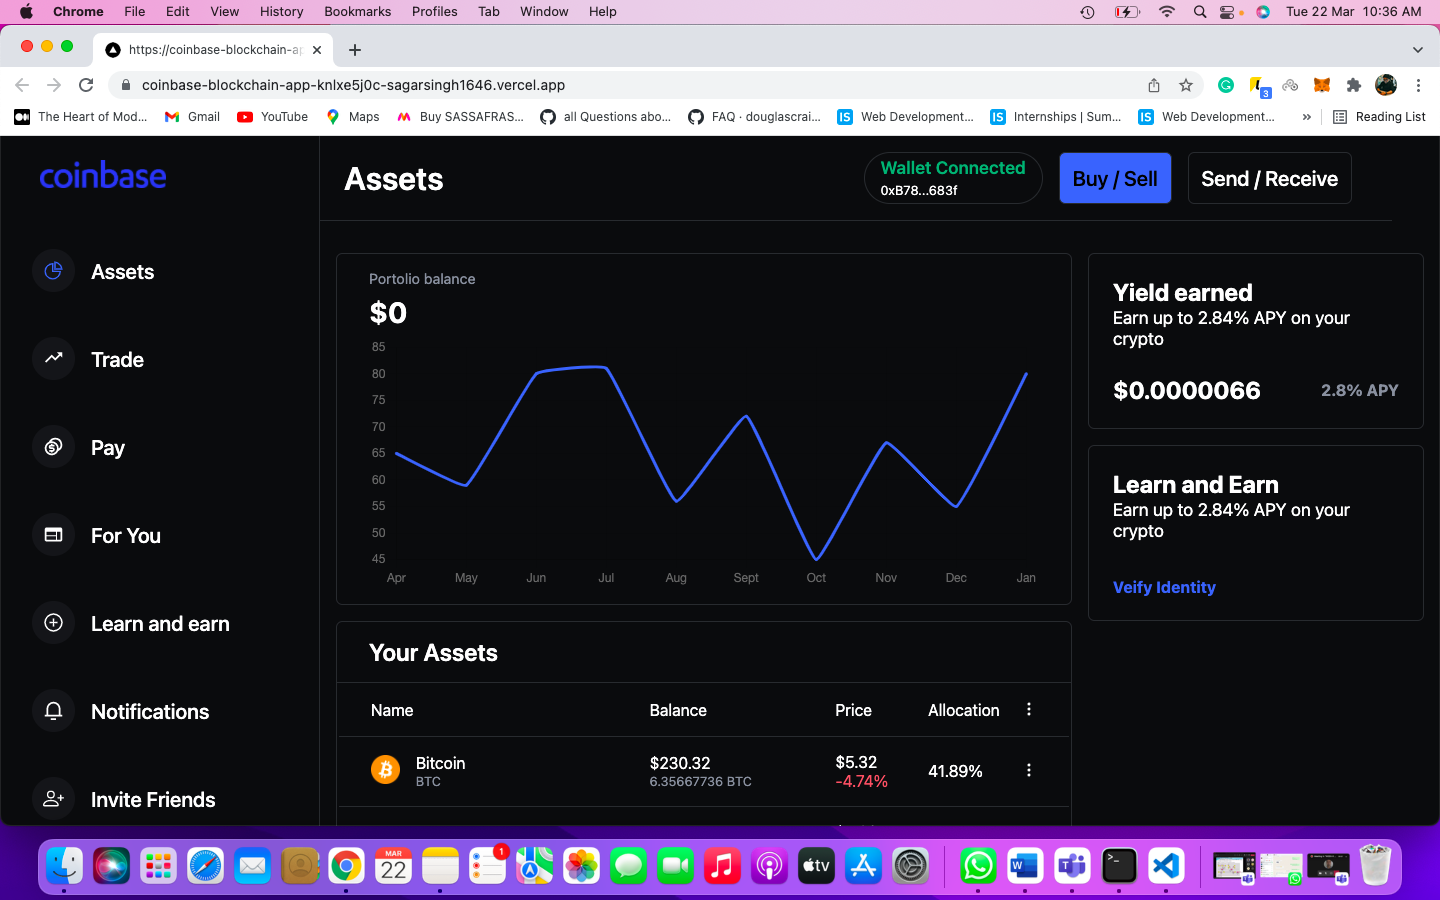 Chrome File Edit View History Bookmarks Profiles Tab Window Help Tue 22 Mar 10:36 AM
https://coinbase-blockchain-ap
coinbase-blockchain-app-knlxe5j0c-sagarsingh1646.vercel.app 3
The Heart of Mod... Gmail YouTube Maps Buy SASSAFRAS... all Questions abo... FAQ · douglascrai... IS Web Development... IS Internships | Sum... IS Web Development... » Reading List
coinbase
Assets
Trade
Pay
For You
Learn and earn
Notifications
Invite Friends
Assets
Wallet Connected
0xB78...683f
Buy / Sell
Send / Receive
Portolio balance
$0
85
80
75
70
65
60
55
50
45
Apr May Jun Jul Aug Sept Oct Nov Dec Jan
Yield earned
Earn up to 2.84% APY on your
crypto
$0.0000066 2.8% APY
Learn and Earn
Earn up to 2.84% APY on your
crypto
Veify Identity
Your Assets
Name Balance Price Allocation
Bitcoin $230.32 $5.32 41.89%
BTC 6.35667736 BTC -4.74%
MAR
22
1
tv